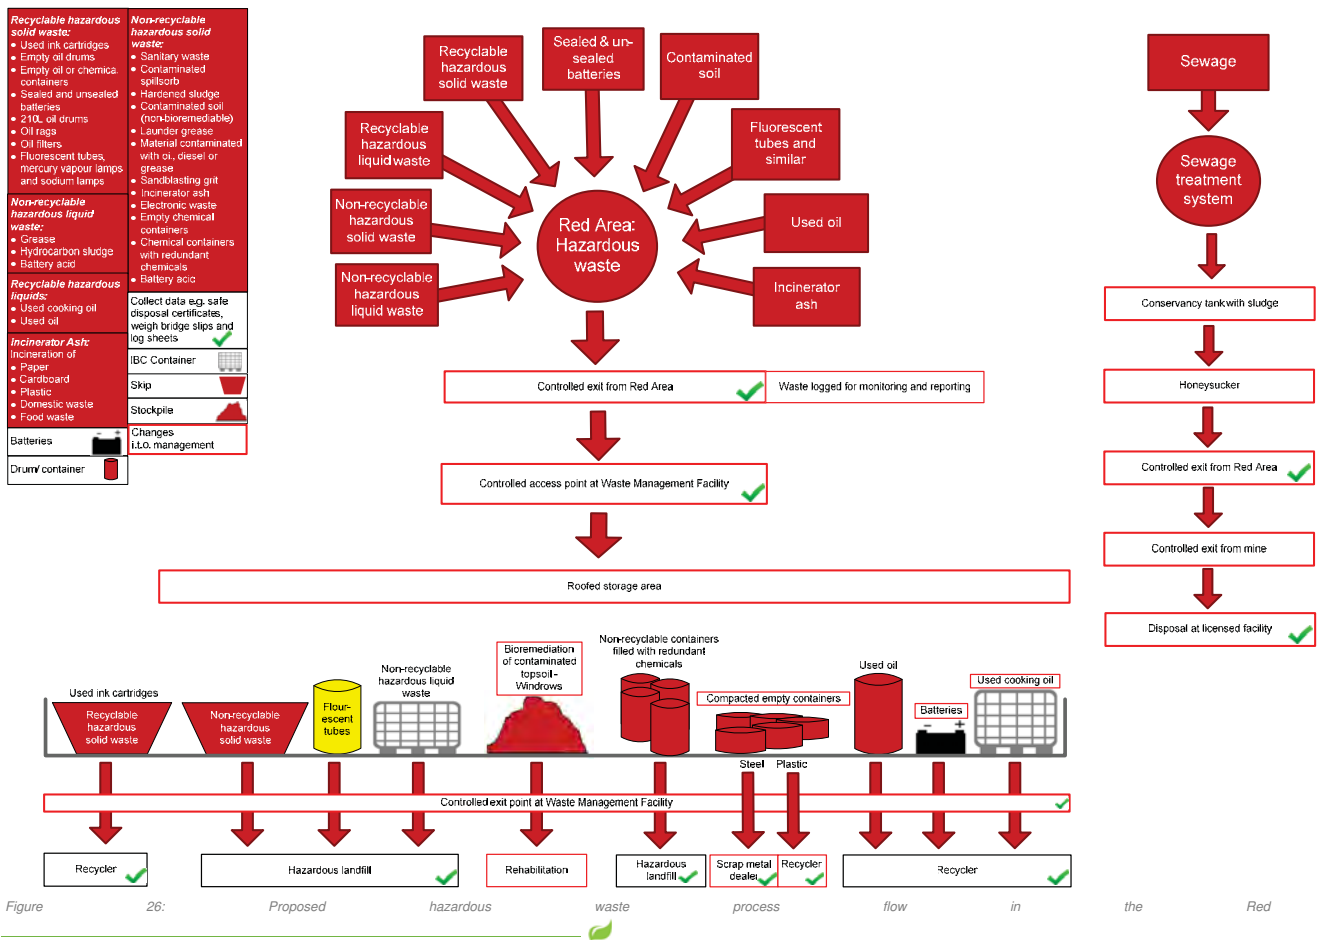 Recyclable hazardous
solid waste:
• Used ink cartridges
• Empty oil drums
• Empty oil or chemica.
containers
• Sealed and unsealed
batteries
• 210L oil drums
• Oil rags
• Oil filters
• Fluorescent tubes,
mercury vapour lamps
and sodium lamps
Non-recyclable
hazardous liquid
waste:
• Grease
• Hydrocarbon sludge
• Battery acid
Recyclable hazardous
liquids:
• Used cooking oil
• Used oil
Incinerator Ash:
Incineration of
• Paper
• Cardboard
• Plastic
• Domestic waste
• Food waste
Batteries
Drum/ container
Non-recyclable
hazardous solid
waste:
• Sanitary waste
• Contaminated
spillsorb
• Hardened sludge
• Contaminated soil
(non-bioremediable)
• Launder grease
• Material contaminated
with oi., diesel or
grease
• Sandblasting grit
• Incinerator ash
• Electronic waste
• Empty chemical
containers
• Chemical containers
with redundant
chemicals
• Battery acic
Collect data e.g. safe
disposal certificates,
weigh bridge slips and
log sheets
IBC Container
Skip
Stockpile
Changes
i.t.o. management
Non-recyclable
hazardous
liquid waste
Non-recyclable
hazardous
solid waste
Recyclable
hazardous
liquid waste
Recyclable
hazardous
solid waste
Sealed & un-
sealed
batteries
Contaminated
soil
Fluorescent
tubes and
similar
Used oil
Incinerator
ash
Red Area:
Hazardous
waste
Controlled exit from Red Area
Waste logged for monitoring and reporting
Controlled access point at Waste Management Facility
Roofed storage area
Used ink cartridges
Recyclable
hazardous
solid waste
Non-recyclable
hazardous
solid waste
Flour-
escent
tubes
Non-recyclable
hazardous liquid
waste
Bioremediation
of contaminated
topsoil -
Windrows
Non-recyclable containers
filled with redundant
chemicals
Compacted empty containers
Steel Plastic
Used oil
Batteries
Used cooking oil
Controlled exit point at Waste Management Facility
Recycler
Hazardous landfill
Rehabilitation
Hazardous
landfill
Scrap metal
dealer
Recycler
Recycler
Sewage
Sewage
treatment
system
Conservancy tank with sludge
Honeysucker
Controlled exit from Red Area
Controlled exit from mine
Disposal at licensed facility
Figure 26: Proposed hazardous waste process flow in the Red